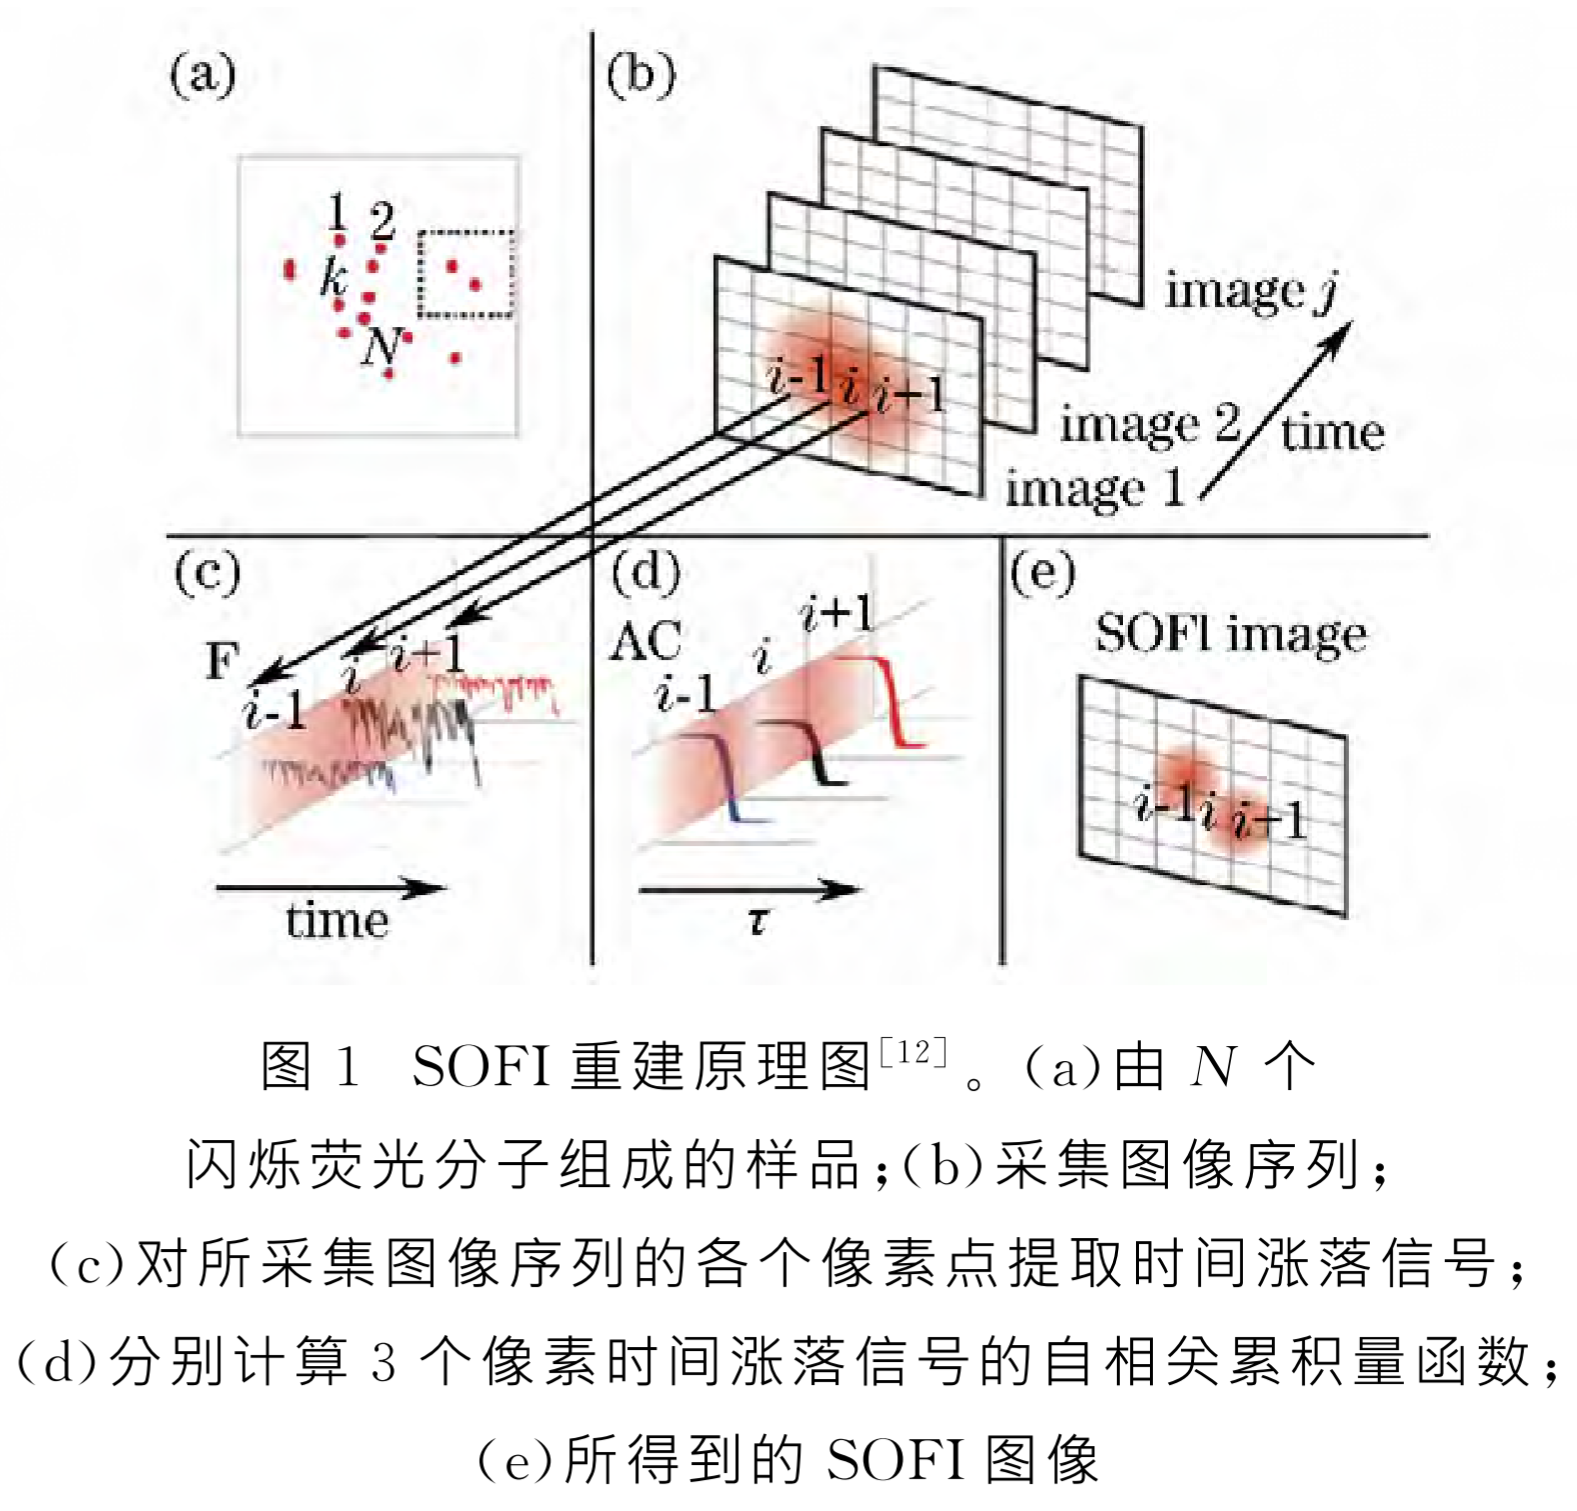 (a)
1 2
k
N
(b)
i-1 i i+1
image j
image 2
time
image 1
(c)
F
i-1 i i+1
time
(d)
AC
i-1 i i+1
τ
(e)
SOFI image
i-1 i i+1
图 1 SOFI 重建原理图[12]。(a)由 N 个
闪烁荧光分子组成的样品;(b)采集图像序列;
(c)对所采集图像序列的各个像素点提取时间涨落信号;
(d)分别计算 3 个像素时间涨落信号的自相关累积量函数;
(e)所得到的 SOFI 图像